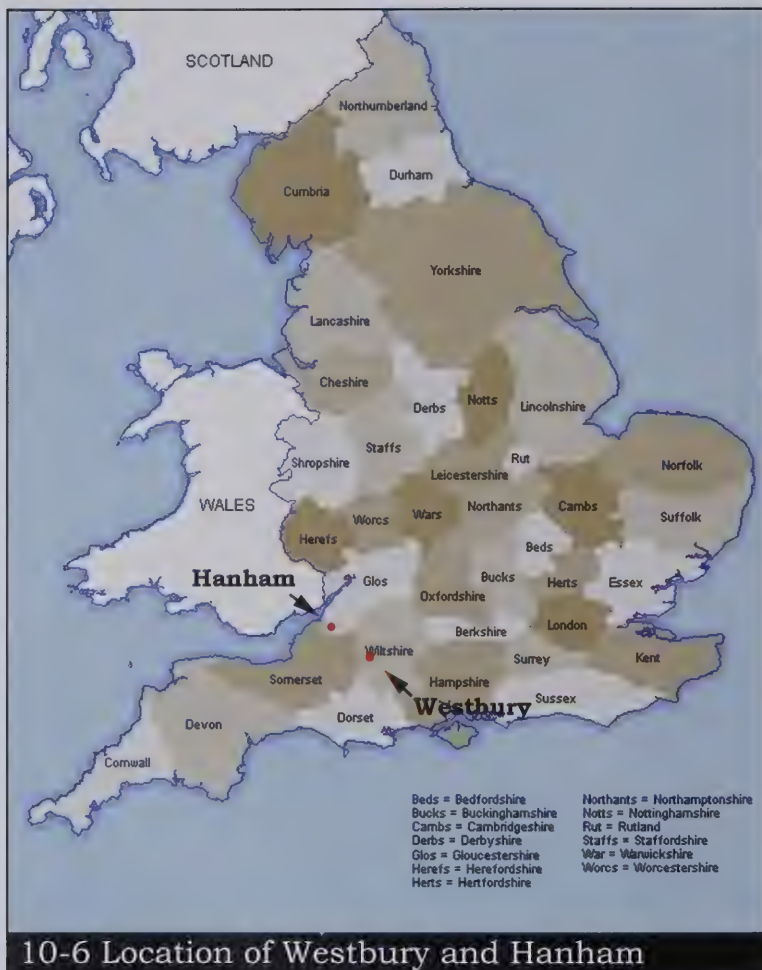 SCOTLAND
Northumberland
Durham
Cumbria
Yorkshire
Lancashire
Cheshire
Derbs
Notts
Lincolnshire
Staffs
Shropshire
Rut
Leicestershire
Norfolk
WALES
Herefs
Worcs
Wars
Northants
Cambs
Suffolk
Beds
Hanham
Glos
Oxfordshire
Bucks
Herts
Essex
London
Berkshire
Wiltshire
Surrey
Kent
Somerset
Hampshire
Westbury
Sussex
Devon
Dorset
Cornwall
Beds = Bedfordshire
Bucks = Buckinghamshire
Cambs = Cambridgeshire
Derbs = Derbyshire
Glos = Gloucestershire
Herefs = Herefordshire
Herts = Hertfordshire
Northants = Northamptonshire
Notts = Nottinghamshire
Rut = Rutland
Staffs = Staffordshire
War = Warwickshire
Worcs = Worcestershire
10-6 Location of Westbury and Hanham